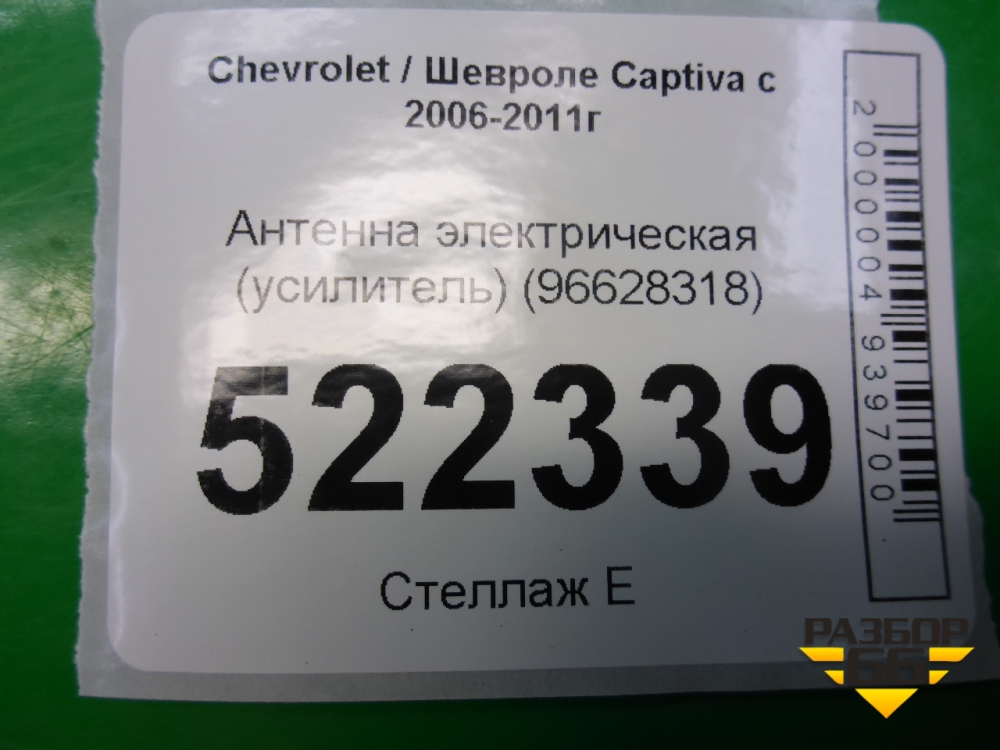 Chevrolet / Шевроле Captiva с
2006-2011г
Антенна электрическая
(усилитель) (96628318)
522339
Стеллаж Е
2000004939700
РАЗБОР
66